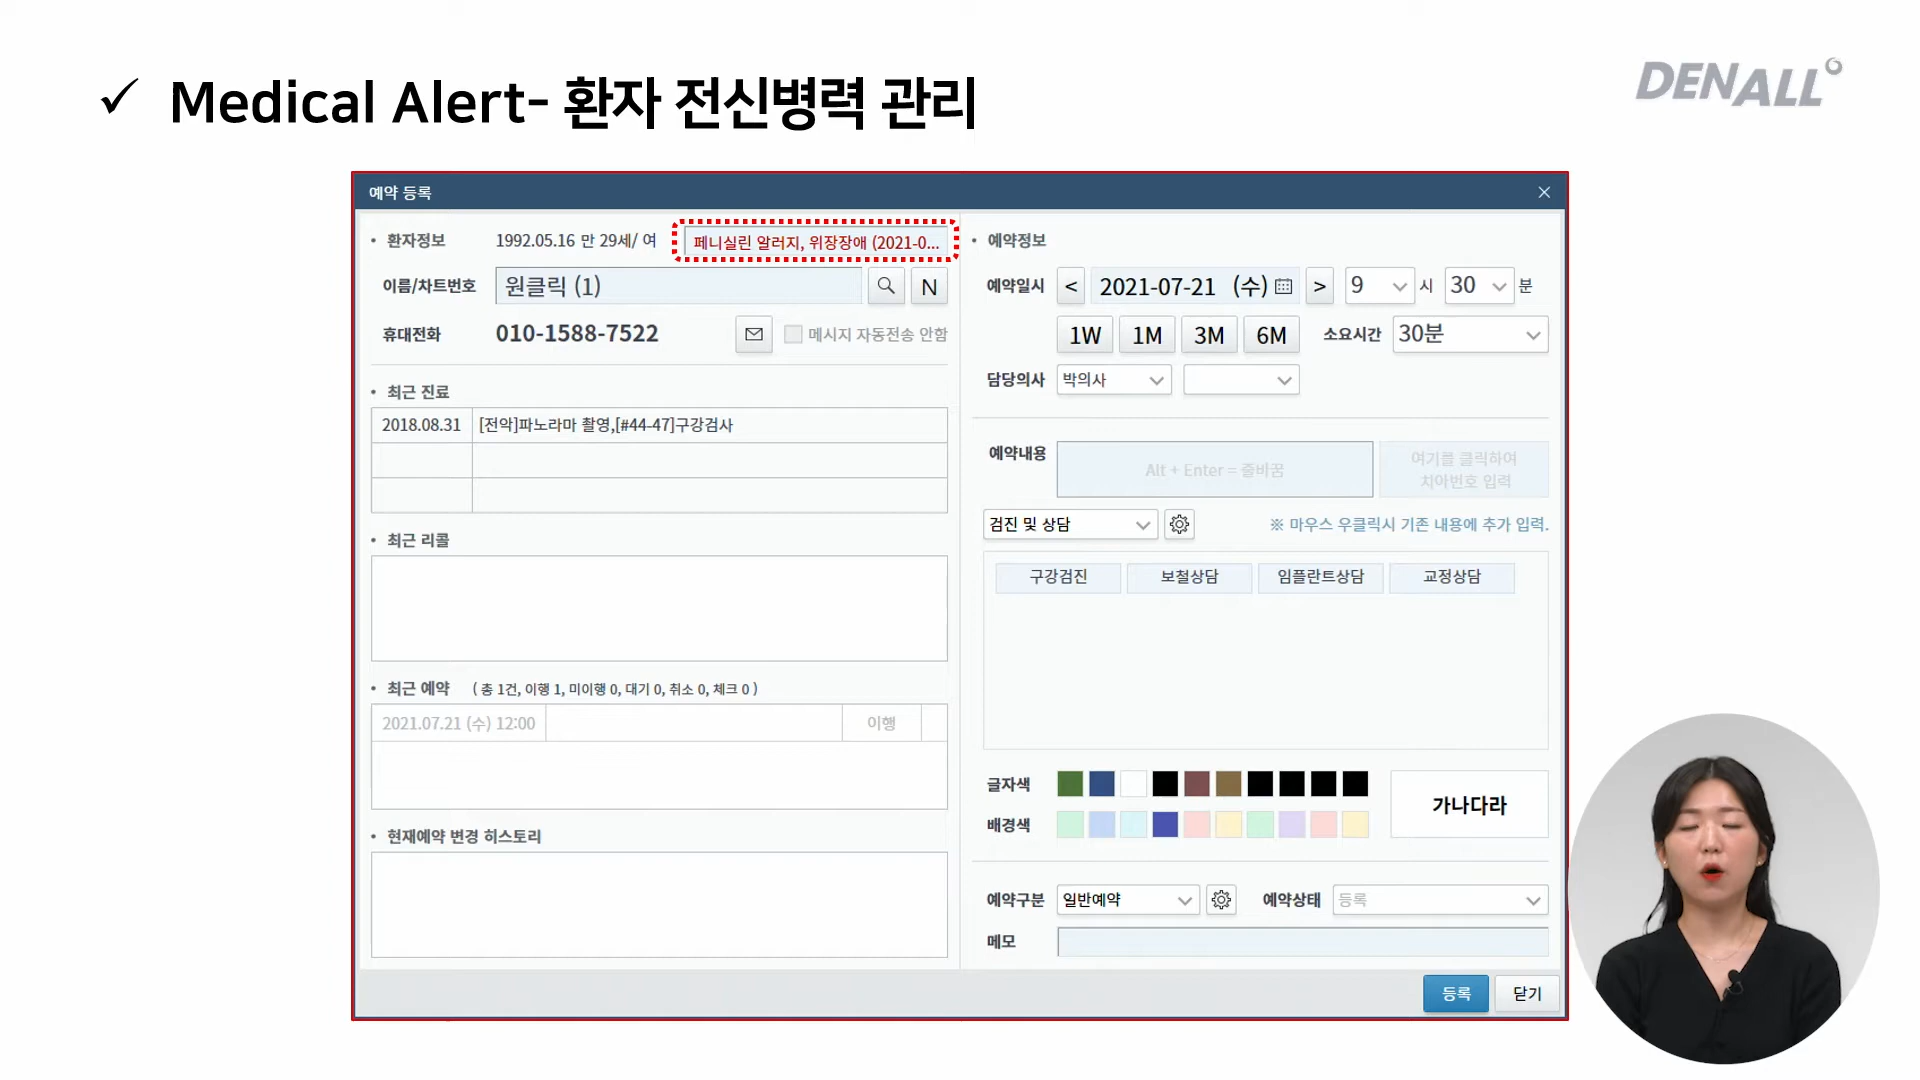 ✓ Medical Alert- 환자 전신병력 관리
DENALL
예약 등록
• 환자정보 1992.05.16 만 29세/ 여 페니실린 알러지, 위장장애 (2021-0...
이름/차트번호 원클릭 (1) N
휴대전화 010-1588-7522 메시지 자동전송 안함
• 최근 진료
2018.08.31 [전악]파노라마 촬영,[#44-47]구강검사
• 최근 리콜
• 최근 예약 ( 총 1건, 이행 1, 미이행 0, 대기 0, 취소 0, 체크 0 )
2021.07.21 (수) 12:00 이행
• 현재예약 변경 히스토리
• 예약정보
예약일시 < 2021-07-21 (수) > 9 시 30 분
1W 1M 3M 6M 소요시간 30분
담당의사 박의사
예약내용 Alt + Enter = 줄바꿈
여기를 클릭하여
치아번호 입력
검진 및 상담 ※ 마우스 우클릭시 기존 내용에 추가 입력.
구강검진 보철상담 임플란트상담 교정상담
글자색
배경색
가나다라
예약구분 일반예약 예약상태 등록
메모
등록 닫기